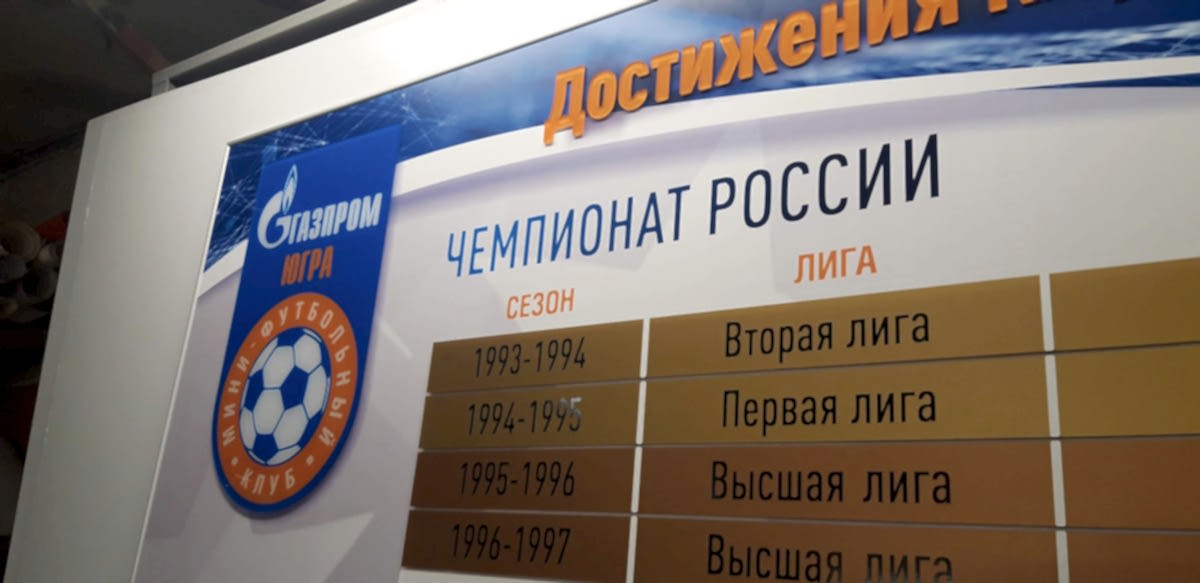 Достижения
ГАЗПРОМ
ЮГРА
МИНИ-ФУТБОЛЬНЫЙ
КЛУБ
ЧЕМПИОНАТ РОССИИ
СЕЗОН ЛИГА
1993-1994 Вторая лига
1994-1995 Первая лига
1995-1996 Высшая лига
1996-1997 Высшая лига